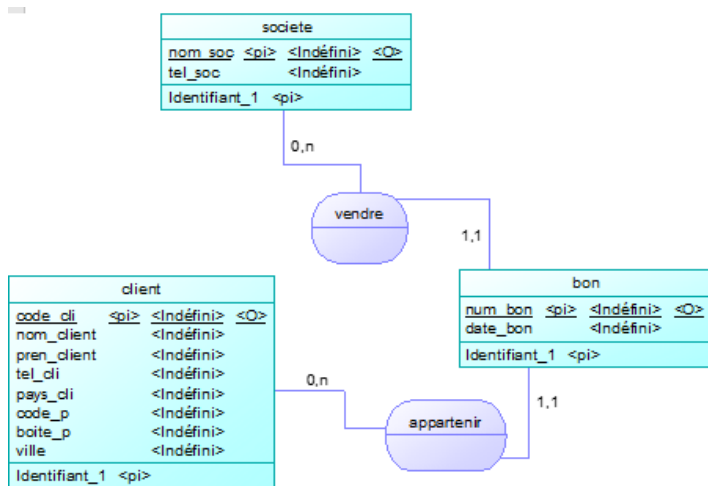 societe
nom_soc <pi> <Indéfini> <O>
tel_soc <Indéfini>
Identifiant_1 <pi>
0,n
vendre
1,1
client
code_cli <pi> <Indéfini> <O>
nom_client <Indéfini>
pren_client <Indéfini>
tel_cli <Indéfini>
pays_cli <Indéfini>
code_p <Indéfini>
boite_p <Indéfini>
ville <Indéfini>
Identifiant_1 <pi>
bon
num_bon <pi> <Indéfini> <O>
date_bon <Indéfini>
Identifiant_1 <pi>
0,n
1,1
appartenir